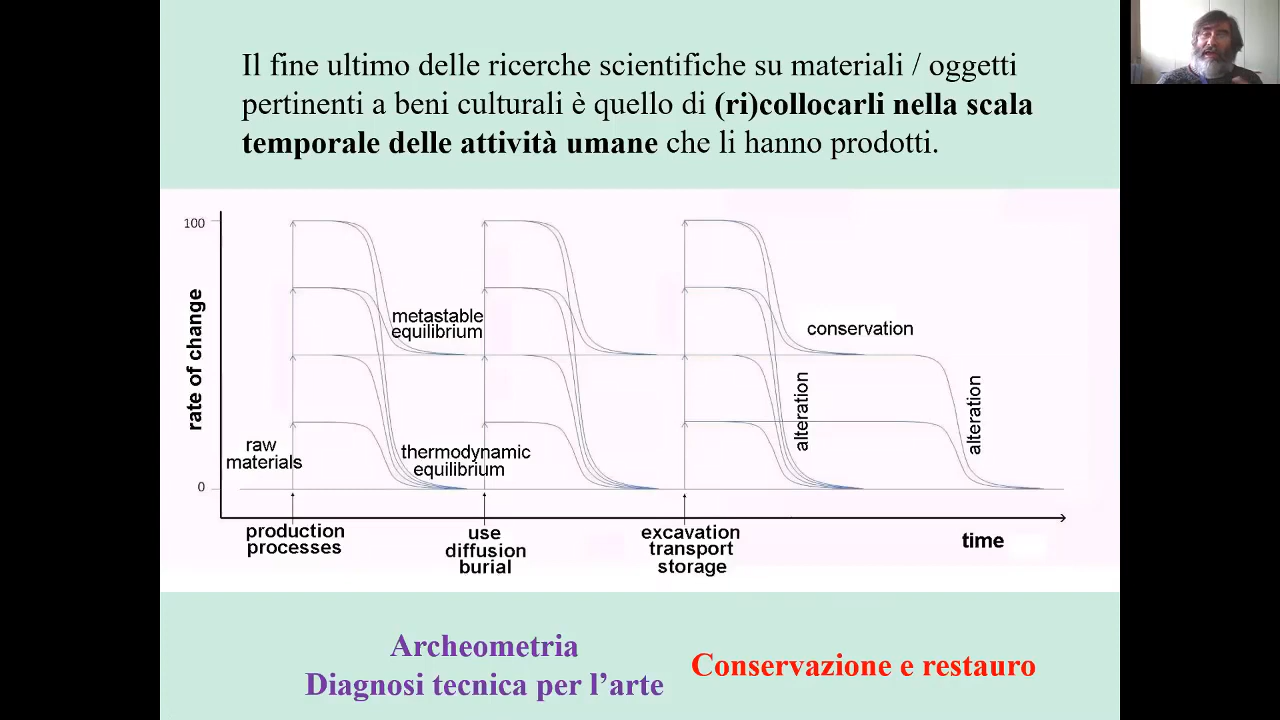 Il fine ultimo delle ricerche scientifiche su materiali / oggetti
pertinenti a beni culturali è quello di (ri)collocarli nella scala
temporale delle attività umane che li hanno prodotti.
100
rate of change
0
metastable
equilibrium
conservation
alteration
alteration
raw
materials
thermodynamic
equilibrium
production
processes
use
diffusion
burial
excavation
transport
storage
time
Archeometria
Diagnosi tecnica per l’arte
Conservazione e restauro